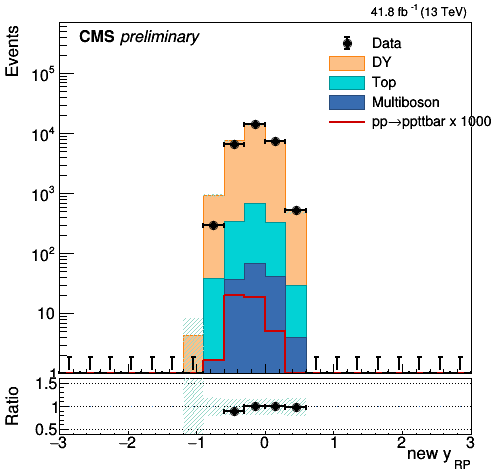 41.8 fb⁻¹ (13 TeV)
CMS preliminary
Events
Data
DY
Top
Multiboson
pp→ppttbar x 1000
10⁵
10⁴
10³
10²
10
1
Ratio
1.5
1
0.5
−3 −2 −1 0 1 2 3
new y_RP